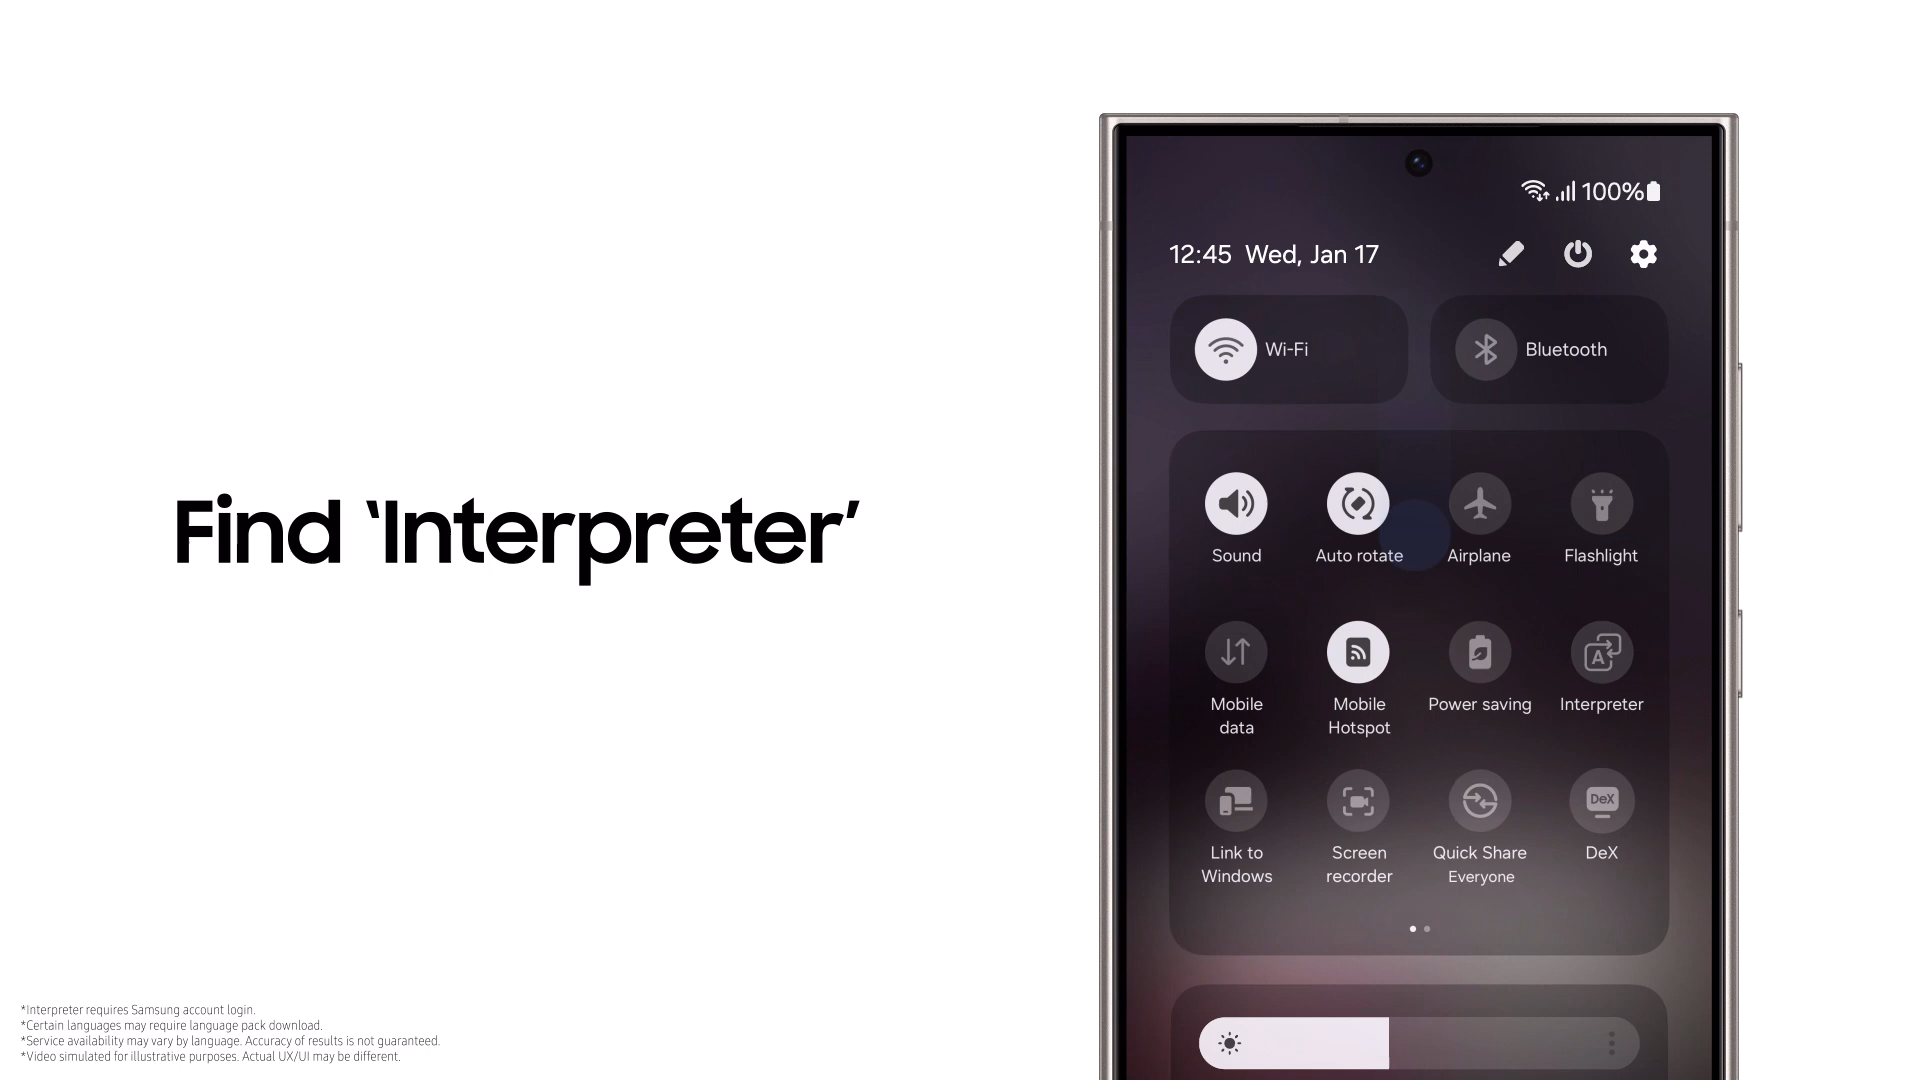 Find ‘Interpreter’
*Interpreter requires Samsung account login.
*Certain languages may require language pack download.
*Service availability may vary by language. Accuracy of results is not guaranteed.
*Video simulated for illustrative purposes. Actual UX/UI may be different.
100%
12:45 Wed, Jan 17
Wi-Fi
Bluetooth
Sound
Auto rotate
Airplane
Flashlight
Mobile
data
Mobile
Hotspot
Power saving
A
Interpreter
Link to
Windows
Screen
recorder
Quick Share
Everyone
DeX
DeX